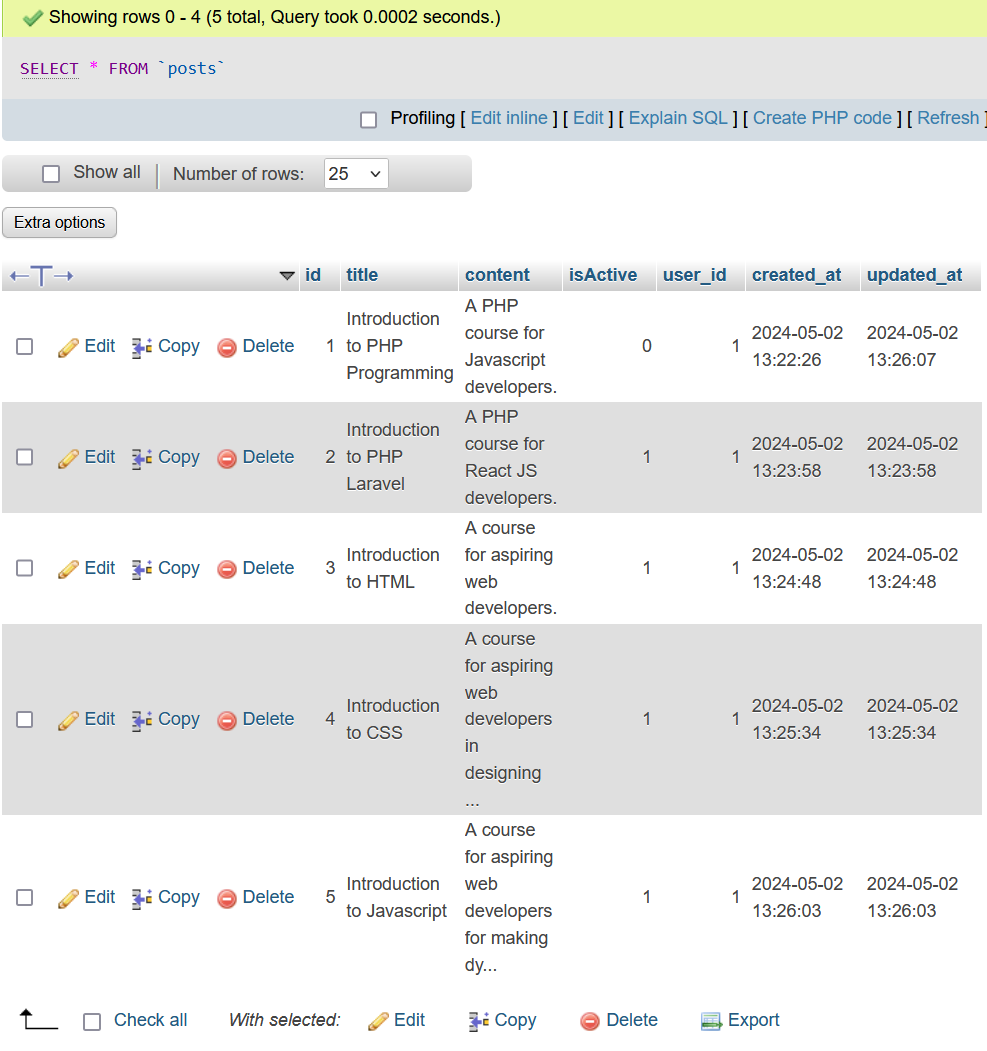 Showing rows 0 - 4 (5 total, Query took 0.0002 seconds.)
SELECT * FROM `posts`
Profiling [ Edit inline ] [ Edit ] [ Explain SQL ] [ Create PHP code ] [ Refresh ]
Show all Number of rows: 25
Extra options
id title content isActive user_id created_at updated_at
Edit Copy Delete 1
Introduction
to PHP
Programming
A PHP
course for
Javascript
developers.
0 1
2024-05-02
13:22:26
2024-05-02
13:26:07
Edit Copy Delete 2
Introduction
to PHP
Laravel
A PHP
course for
React JS
developers.
1 1
2024-05-02
13:23:58
2024-05-02
13:23:58
Edit Copy Delete 3
Introduction
to HTML
A course
for aspiring
web
developers.
1 1
2024-05-02
13:24:48
2024-05-02
13:24:48
Edit Copy Delete 4
Introduction
to CSS
A course
for aspiring
web
developers
in
designing
...
1 1
2024-05-02
13:25:34
2024-05-02
13:25:34
Edit Copy Delete 5
Introduction
to Javascript
A course
for aspiring
web
developers
for making
dy...
1 1
2024-05-02
13:26:03
2024-05-02
13:26:03
Check all With selected: Edit Copy Delete Export